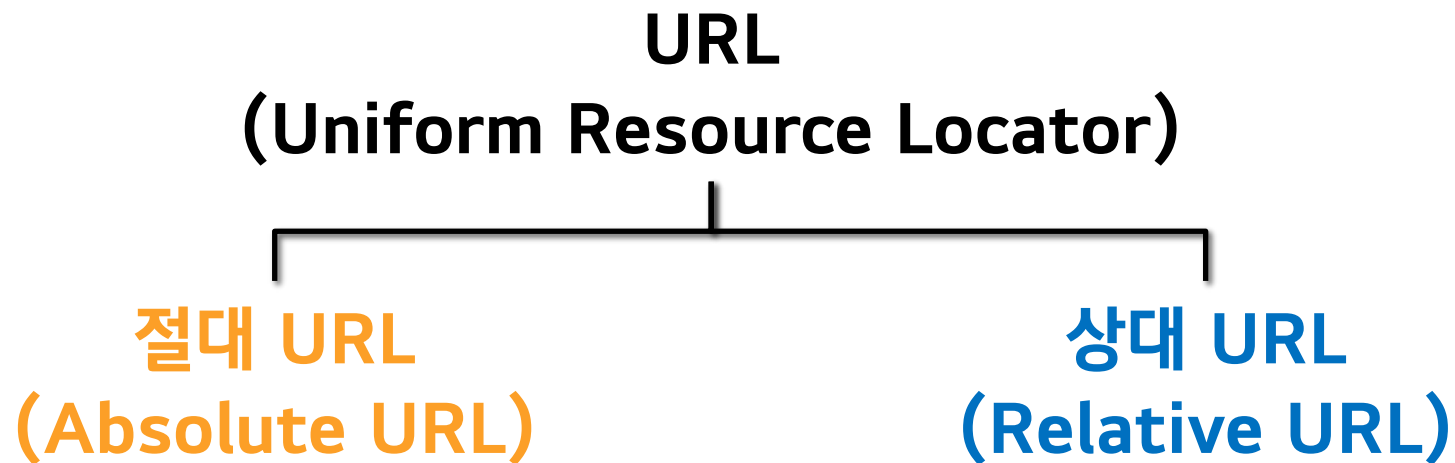 URL
(Uniform Resource Locator)
절대 URL
(Absolute URL)
상대 URL
(Relative URL)